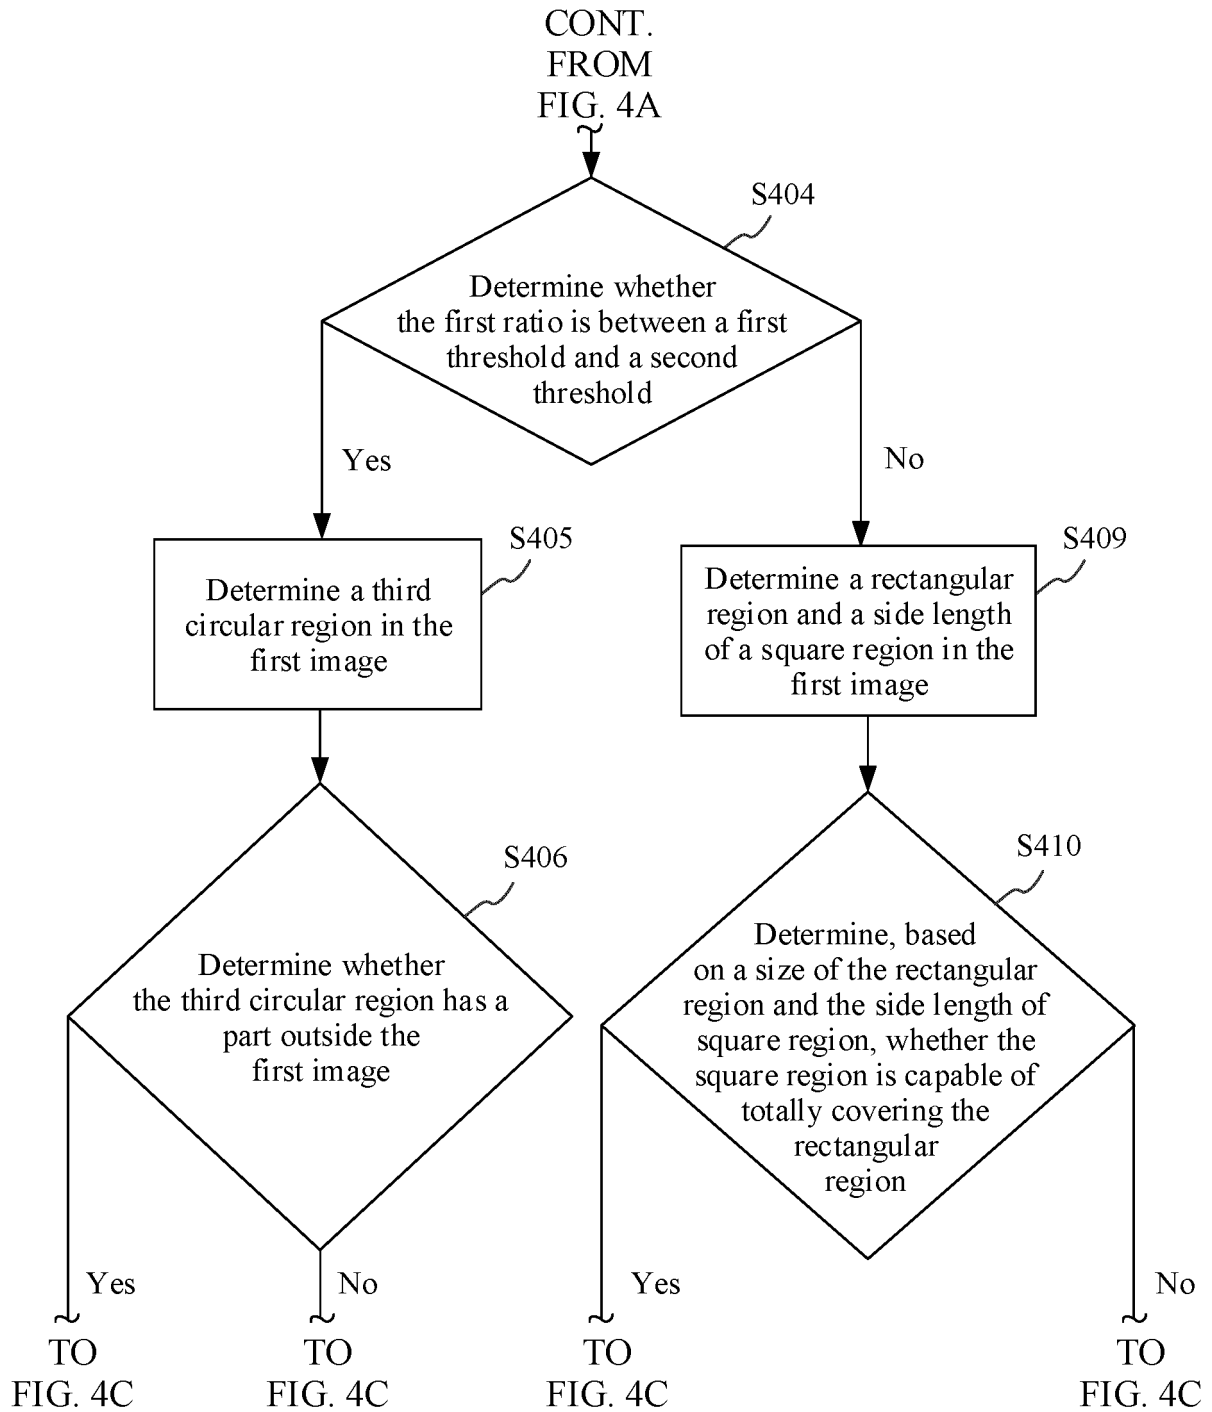 CONT.
FROM
FIG. 4A
S404
Determine whether
the first ratio is between a first
threshold and a second
threshold
Yes
No
S405
Determine a third
circular region in the
first image
S409
Determine a rectangular
region and a side length
of a square region in the
first image
S406
Determine whether
the third circular region has a
part outside the
first image
S410
Determine, based
on a size of the rectangular
region and the side length of
square region, whether the
square region is capable of
totally covering the
rectangular
region
Yes
No
Yes
No
TO
FIG. 4C
TO
FIG. 4C
TO
FIG. 4C
TO
FIG. 4C